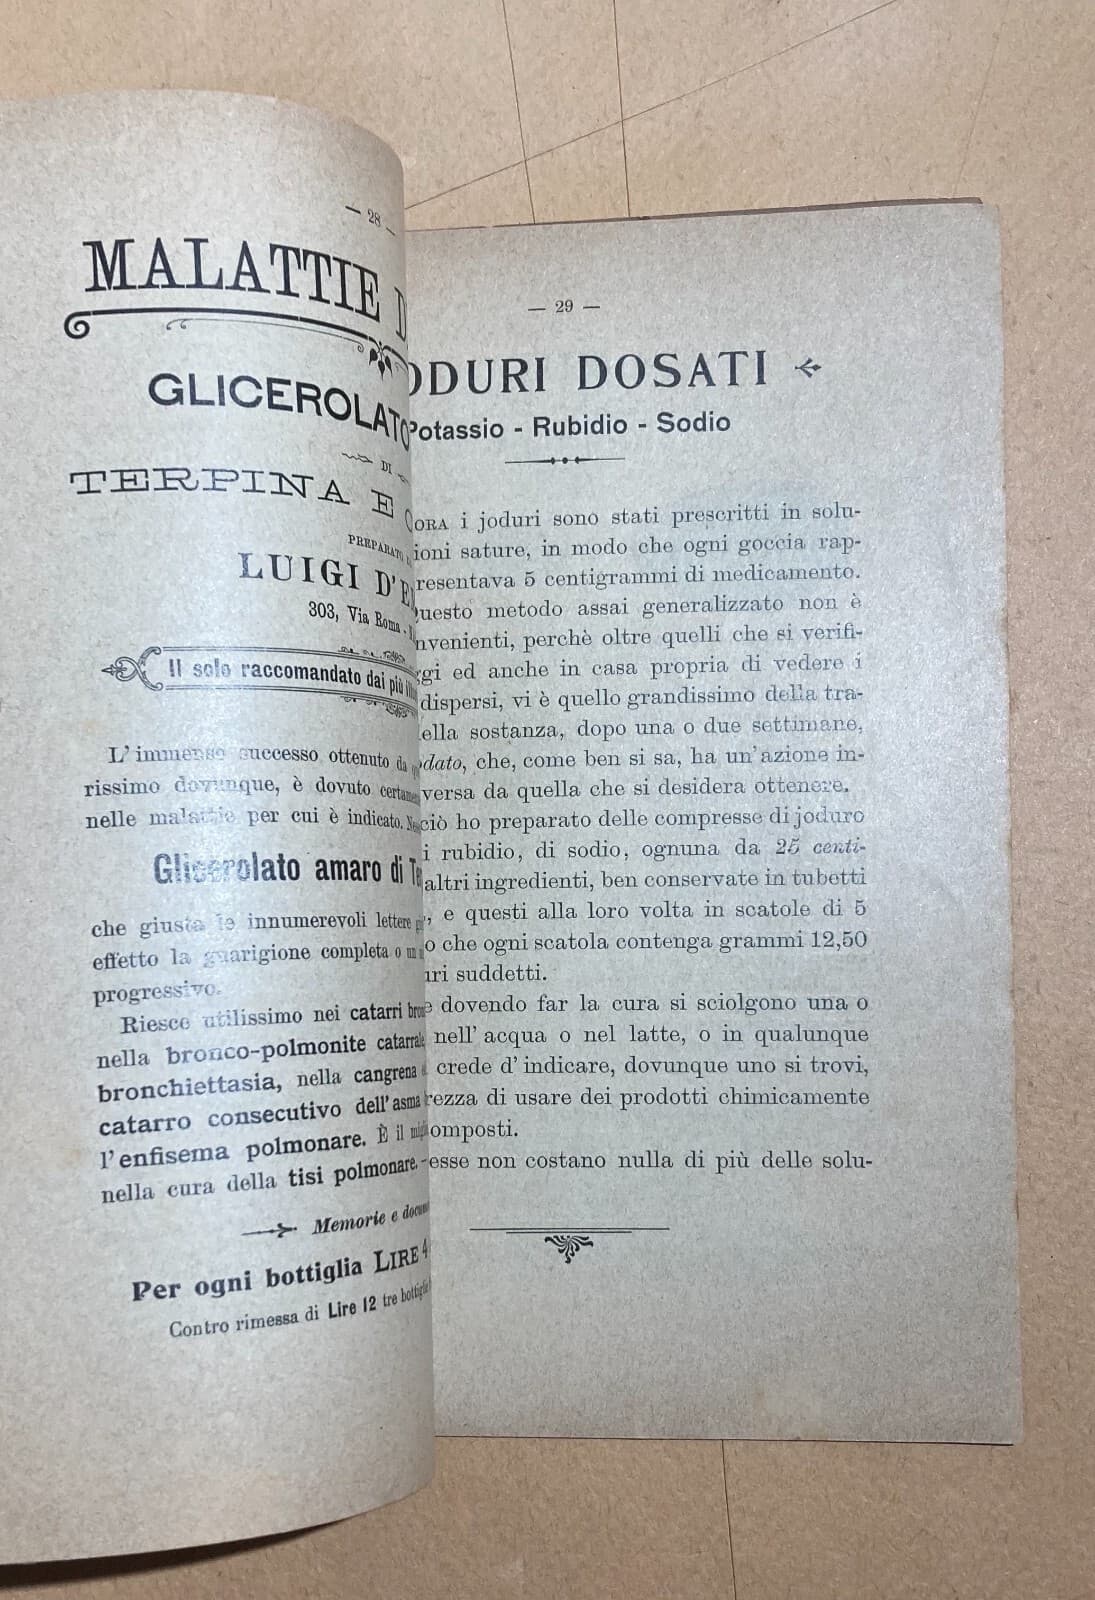 — 28 —
MALATTIE
GLICEROLATO
DI
TERPINA E
PREPARATO
LUIGI
303, Via Roma -
Il solo raccomandato dai più
L'immenso successo ottenuto da
rissimo dovunque, è dovuto
nelle malattie per cui è indicato.
Glicerolato amaro di
che giusta le innumerevoli lettere
effetto la guarigione completa o
progressivo.
Riesce utilissimo nei catarri
nella bronco-polmonite
bronchiettasia, nella cangrena
catarro consecutivo dell'asma
l'enfisema polmonare. È il
nella cura della tisi polmonare.
Memorie e
Per ogni bottiglia LIRE 4
Contro rimessa di Lire 12 tre
— 29 —
DURI DOSATI
Potassio - Rubidio - Sodio
ORA i joduri sono stati prescritti in solu-
ioni sature, in modo che ogni goccia rap-
resentava 5 centigrammi di medicamento.
uesto metodo assai generalizzato non è
nvenienti, perchè oltre quelli che si verifi-
ggi ed anche in casa propria di vedere i
dispersi, vi è quello grandissimo della tra-
ella sostanza, dopo una o due settimane,
odato, che, come ben si sa, ha un'azione in-
versa da quella che si desidera ottenere.
ciò ho preparato delle compresse di joduro
i rubidio, di sodio, ognuna da 25 centi-
altri ingredienti, ben conservate in tubetti
, e questi alla loro volta in scatole di 5
o che ogni scatola contenga grammi 12,50
uri suddetti.
e dovendo far la cura si sciolgono una o
nell' acqua o nel latte, o in qualunque
crede d' indicare, dovunque uno si trovi,
rezza di usare dei prodotti chimicamente
omposti.
esse non costano nulla di più delle solu-